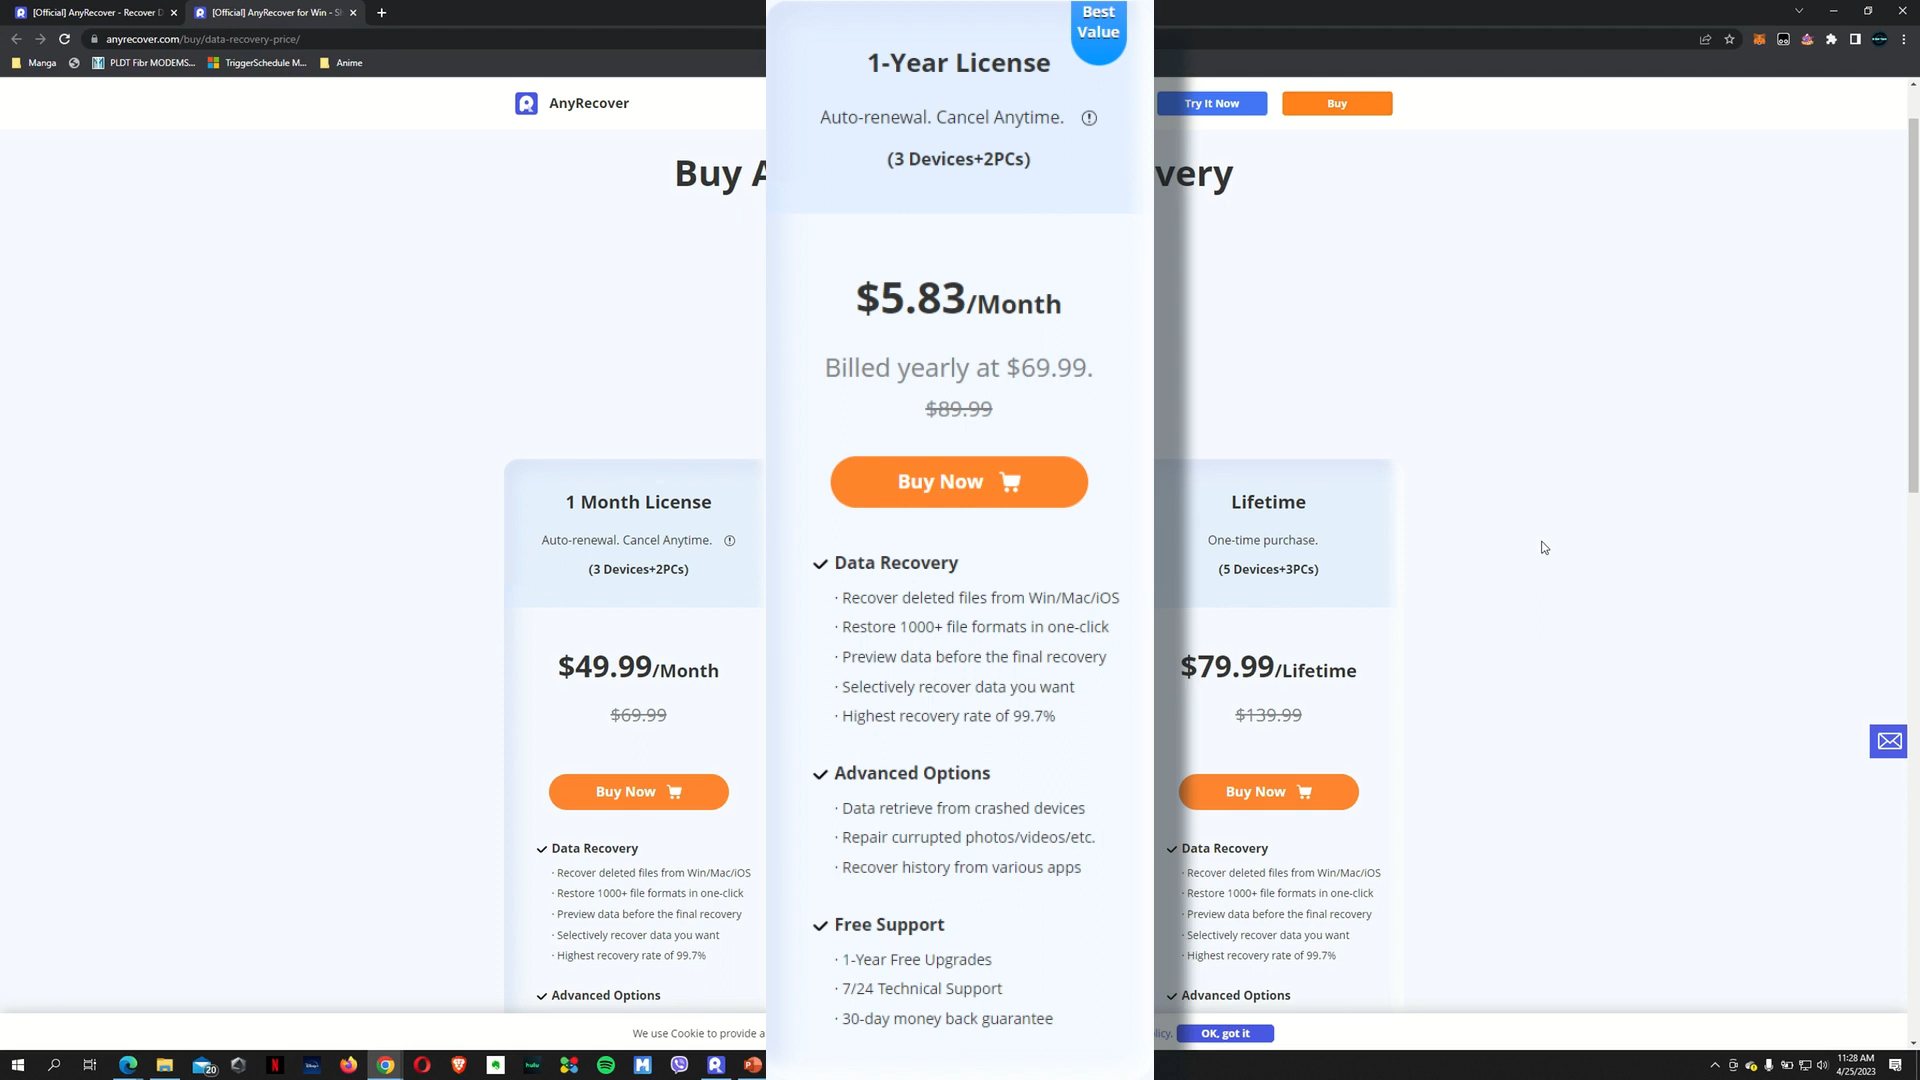 [Official] AnyRecover - Recover D
[Official] AnyRecover for Win - S
anyrecover.com/buy/data-recovery-price/
Manga
PLDT Fibr MODEMS...
TriggerSchedule M...
Anime
AnyRecover
Try It Now
Buy
Buy A
very
Best
Value
1-Year License
Auto-renewal. Cancel Anytime.
(3 Devices+2PCs)
$5.83/Month
Billed yearly at $69.99.
$89.99
Buy Now
Data Recovery
· Recover deleted files from Win/Mac/iOS
· Restore 1000+ file formats in one-click
· Preview data before the final recovery
· Selectively recover data you want
· Highest recovery rate of 99.7%
Advanced Options
· Data retrieve from crashed devices
· Repair currupted photos/videos/etc.
· Recover history from various apps
Free Support
· 1-Year Free Upgrades
· 7/24 Technical Support
· 30-day money back guarantee
1 Month License
Auto-renewal. Cancel Anytime.
(3 Devices+2PCs)
$49.99/Month
$69.99
Buy Now
Data Recovery
· Recover deleted files from Win/Mac/iOS
· Restore 1000+ file formats in one-click
· Preview data before the final recovery
· Selectively recover data you want
· Highest recovery rate of 99.7%
Advanced Options
Lifetime
One-time purchase.
(5 Devices+3PCs)
$79.99/Lifetime
$139.99
Buy Now
Data Recovery
· Recover deleted files from Win/Mac/iOS
· Restore 1000+ file formats in one-click
· Preview data before the final recovery
· Selectively recover data you want
· Highest recovery rate of 99.7%
Advanced Options
We use Cookie to provide a
licy.
OK, got it
20
hulu
11:28 AM
4/25/2023